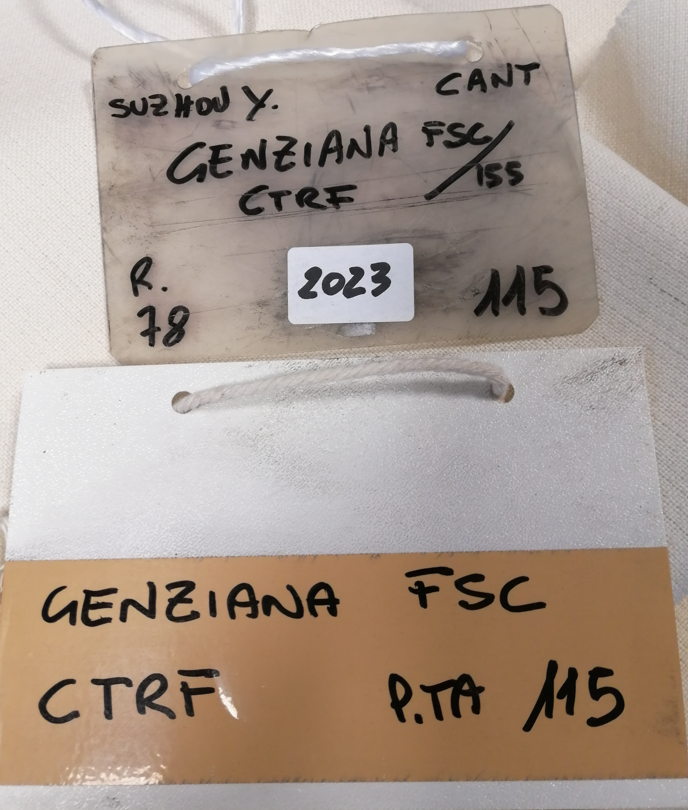 SUZHOU Y. CANT
GENZIANA FSC/155
CTRF
R. 78
2023
115
GENZIANA FSC
CTRF P.TA 115